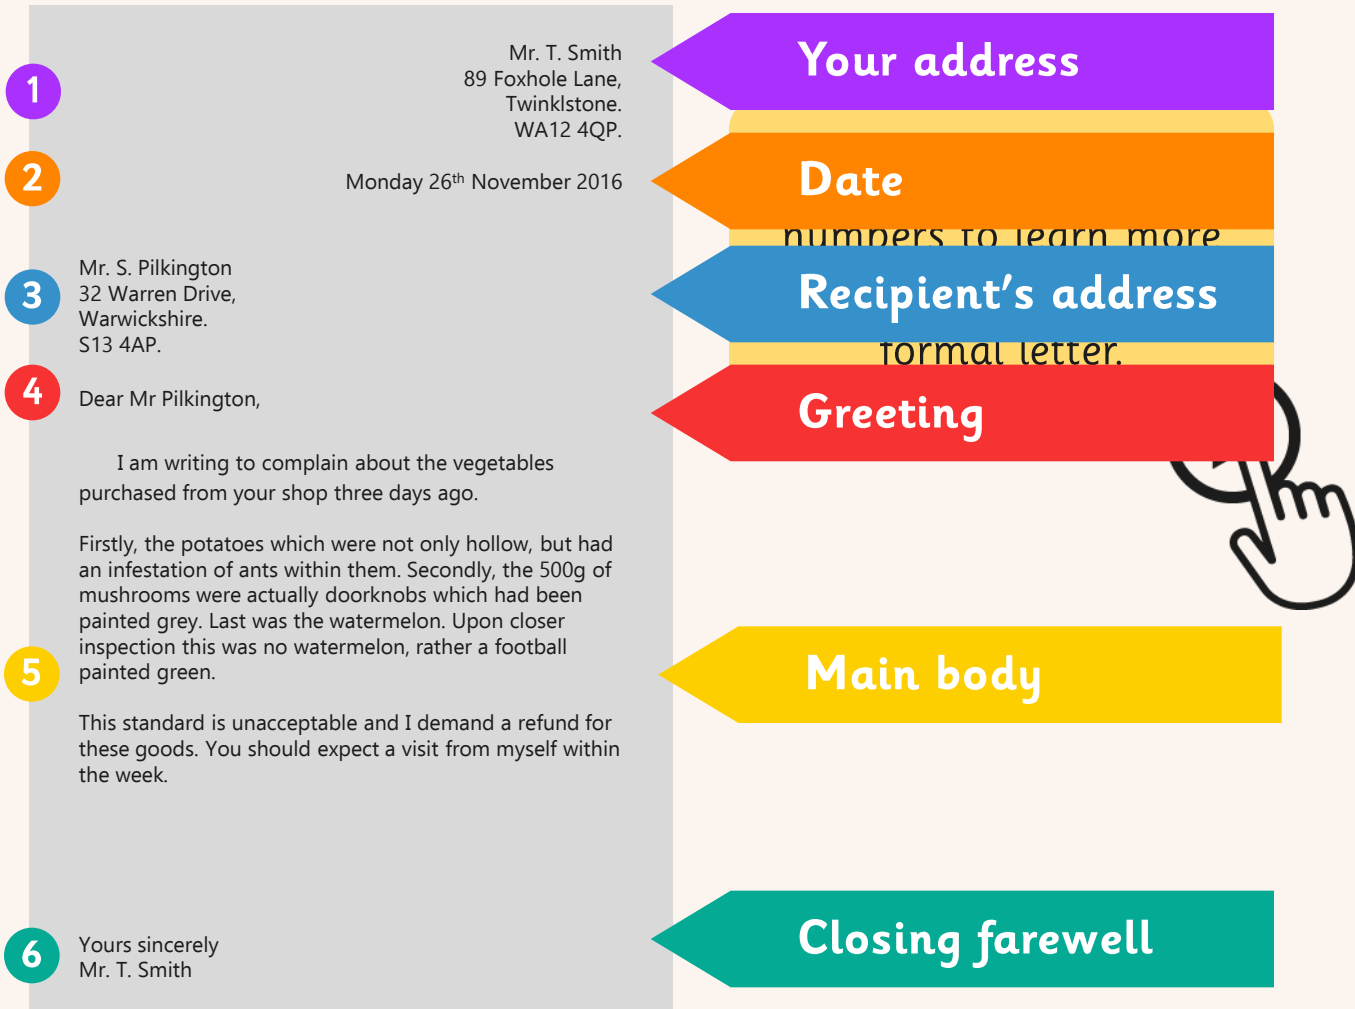 1
Mr. T. Smith
89 Foxhole Lane,
Twinklstone.
WA12 4QP.
Your address
2
Monday 26th November 2016
Date
numbers to learn more
3
Mr. S. Pilkington
32 Warren Drive,
Warwickshire.
S13 4AP.
Recipient's address
formal letter.
4
Dear Mr Pilkington,
Greeting
I am writing to complain about the vegetables
purchased from your shop three days ago.
Firstly, the potatoes which were not only hollow, but had
an infestation of ants within them. Secondly, the 500g of
mushrooms were actually doorknobs which had been
painted grey. Last was the watermelon. Upon closer
inspection this was no watermelon, rather a football
painted green.
5
Main body
This standard is unacceptable and I demand a refund for
these goods. You should expect a visit from myself within
the week.
6
Yours sincerely
Mr. T. Smith
Closing farewell